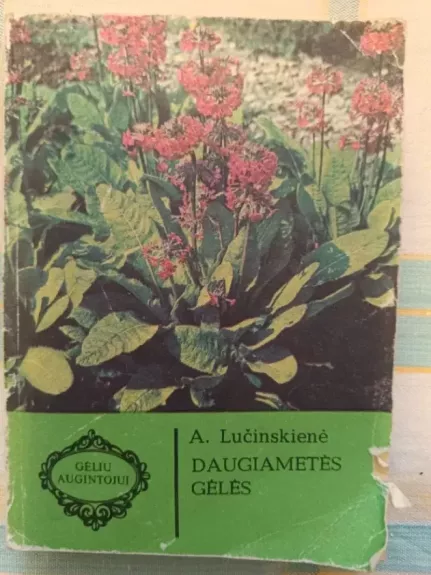 A. Lučinskienė
DAUGIAMETĖS
GĖLĖS
GĖLIŲ
AUGINTOJUI